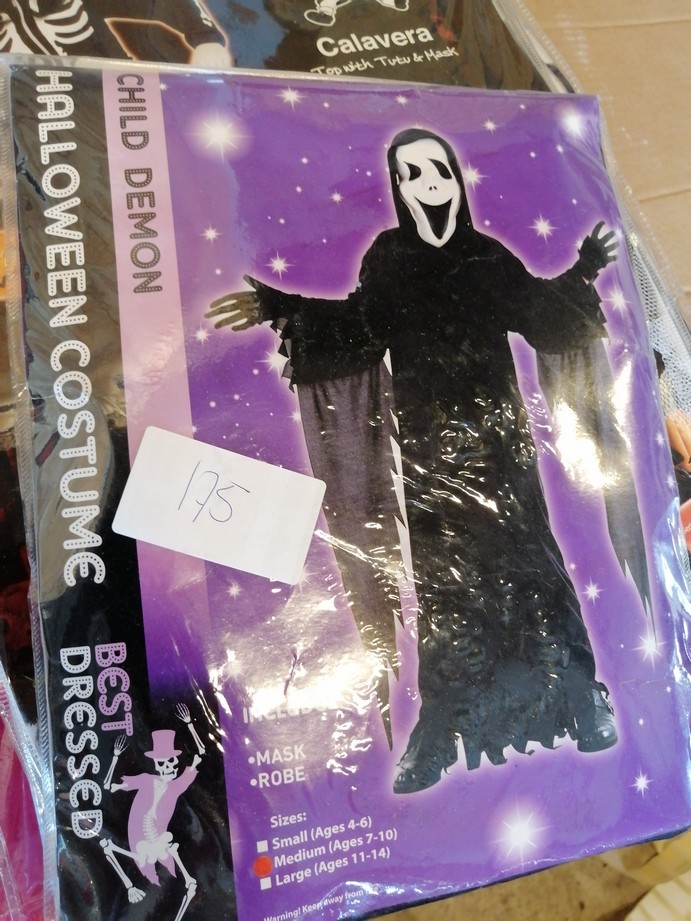 Calavera
Top with Tutu & Mask
CHILD DEMON
HALLOWEEN COSTUME
175
BEST
DRESSED
•MASK
•ROBE
Sizes:
Small (Ages 4-6)
Medium (Ages 7-10)
Large (Ages 11-14)
Warning! Keep away from